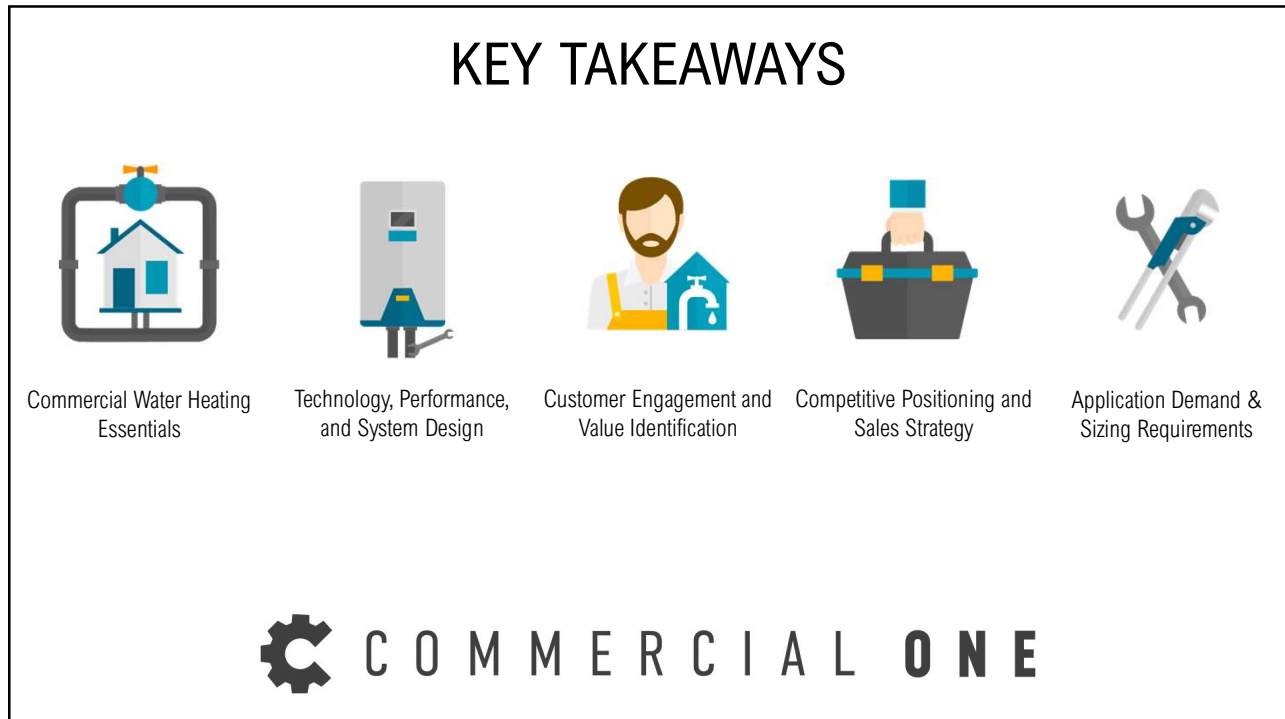 KEY TAKEAWAYS
Commercial Water Heating
Essentials
Technology, Performance,
and System Design
Customer Engagement and
Value Identification
Competitive Positioning and
Sales Strategy
Application Demand &
Sizing Requirements
COMMERCIAL ONE